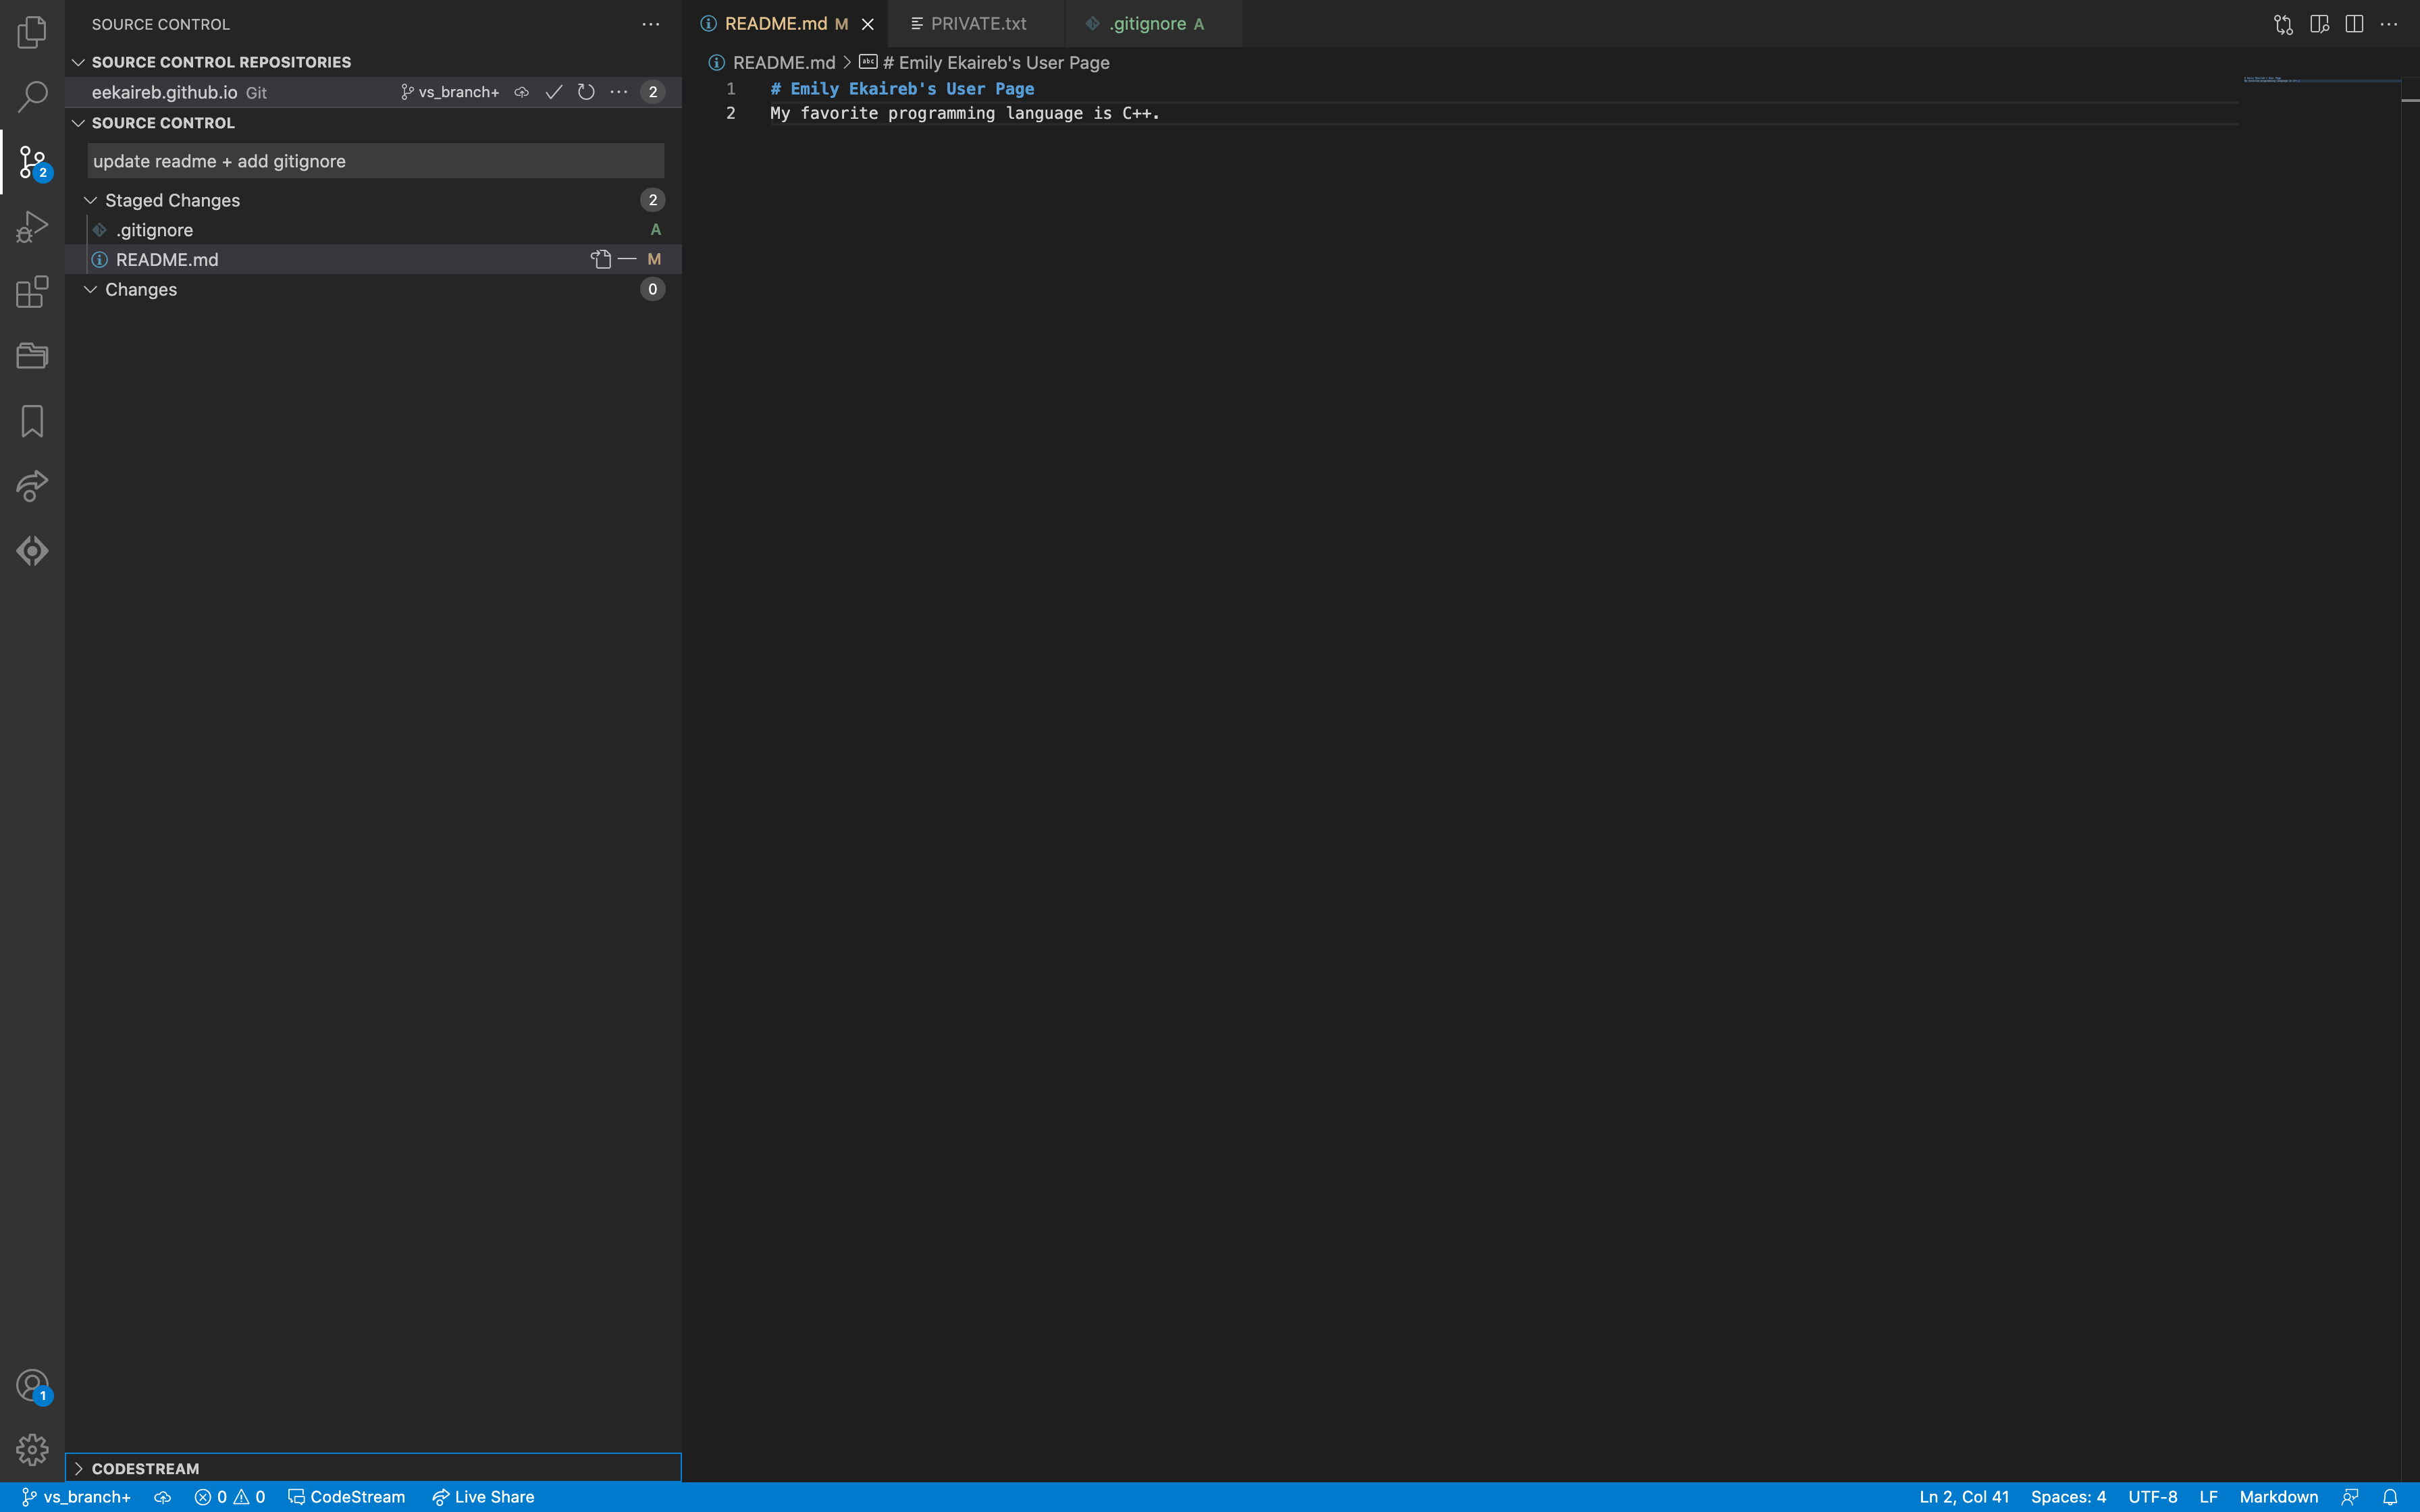 SOURCE CONTROL
SOURCE CONTROL REPOSITORIES
eekaireb.github.io Git vs_branch+ 2
SOURCE CONTROL
update readme + add gitignore
Staged Changes 2
.gitignore A
README.md M
Changes 0
2
1
CODESTREAM
README.md M PRIVATE.txt .gitignore A
README.md > abc # Emily Ekaireb's User Page
1 # Emily Ekaireb's User Page
2 My favorite programming language is C++.
vs_branch+ 0 0 CodeStream Live Share Ln 2, Col 41 Spaces: 4 UTF-8 LF Markdown